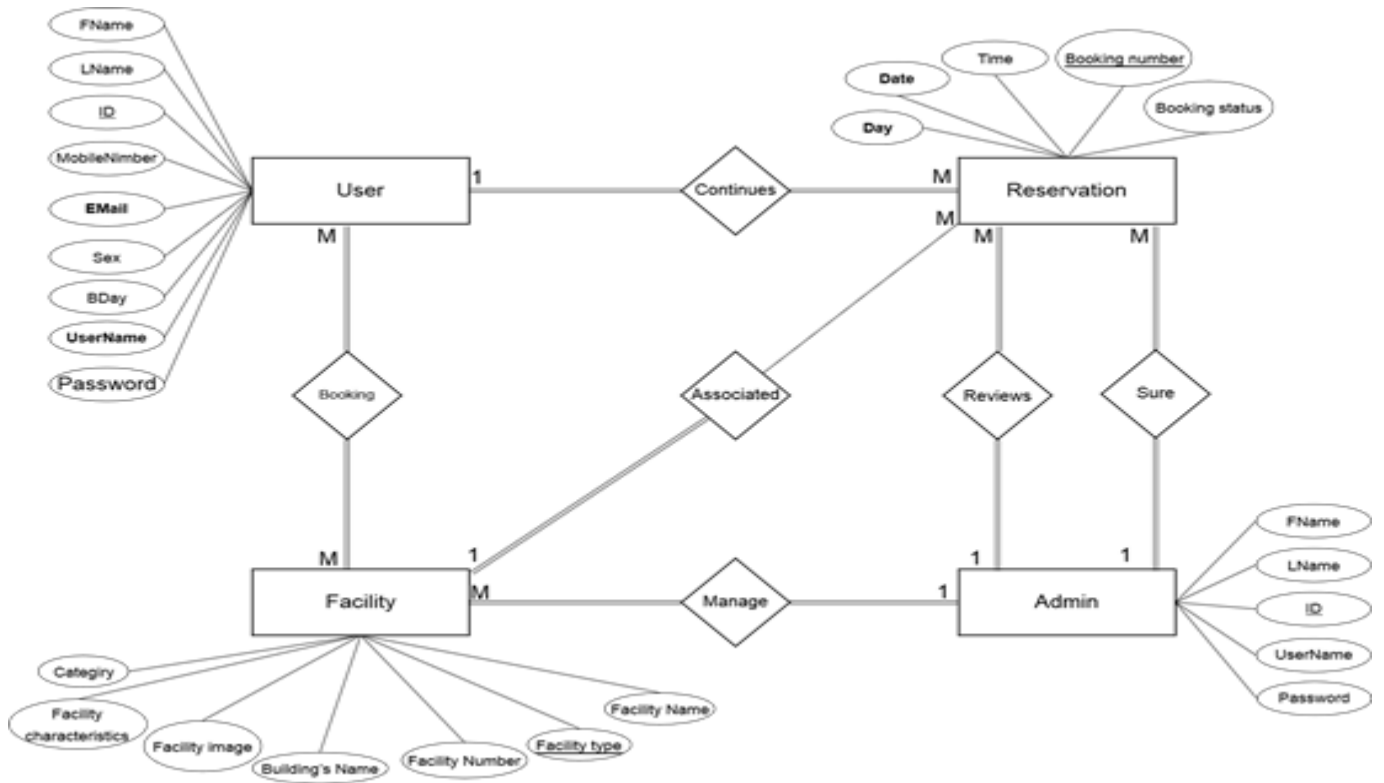 FName
LName
ID
MobileNimber
EMail
Sex
BDay
UserName
Password
User
1
M
Continues
M
Day
Date
Time
Booking number
Booking status
Reservation
M
M
M
Booking
Associated
Reviews
Sure
M
Facility
1
M
Manage
1
1
1
Admin
FName
LName
ID
UserName
Password
Categiry
Facility
characteristics
Facility image
Building's Name
Facility Number
Facility type
Facility Name